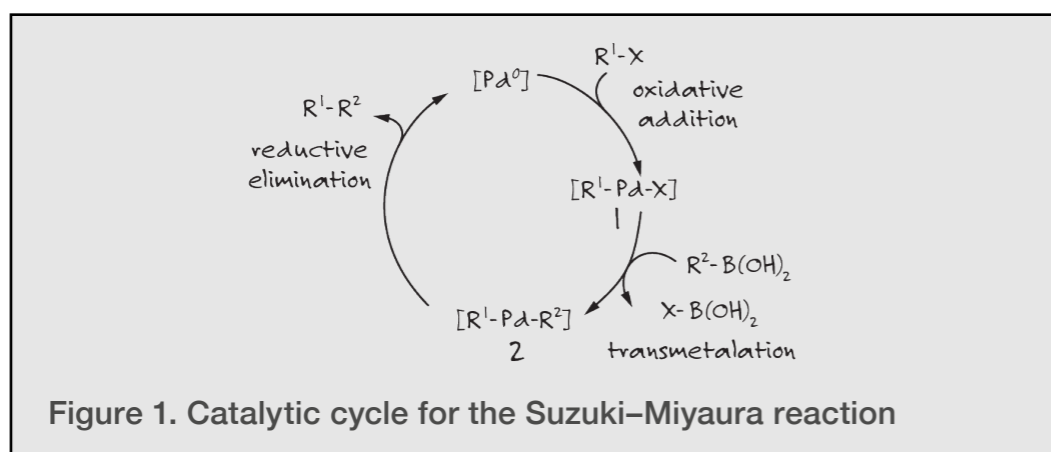 R¹-X
[Pd⁰]
oxidative
addition
R¹-R²
reductive
elimination
[R¹-Pd-X]
1
R²-B(OH)₂
X-B(OH)₂
transmetalation
[R¹-Pd-R²]
2
Figure 1. Catalytic cycle for the Suzuki–Miyaura reaction